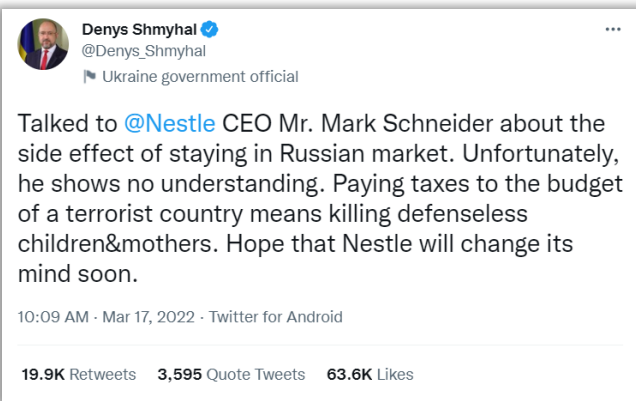 Denys Shmyhal
@Denys_Shmyhal
Ukraine government official
Talked to @Nestle CEO Mr. Mark Schneider about the
side effect of staying in Russian market. Unfortunately,
he shows no understanding. Paying taxes to the budget
of a terrorist country means killing defenseless
children&mothers. Hope that Nestle will change its
mind soon.
10:09 AM · Mar 17, 2022 · Twitter for Android
19.9K Retweets 3,595 Quote Tweets 63.6K Likes